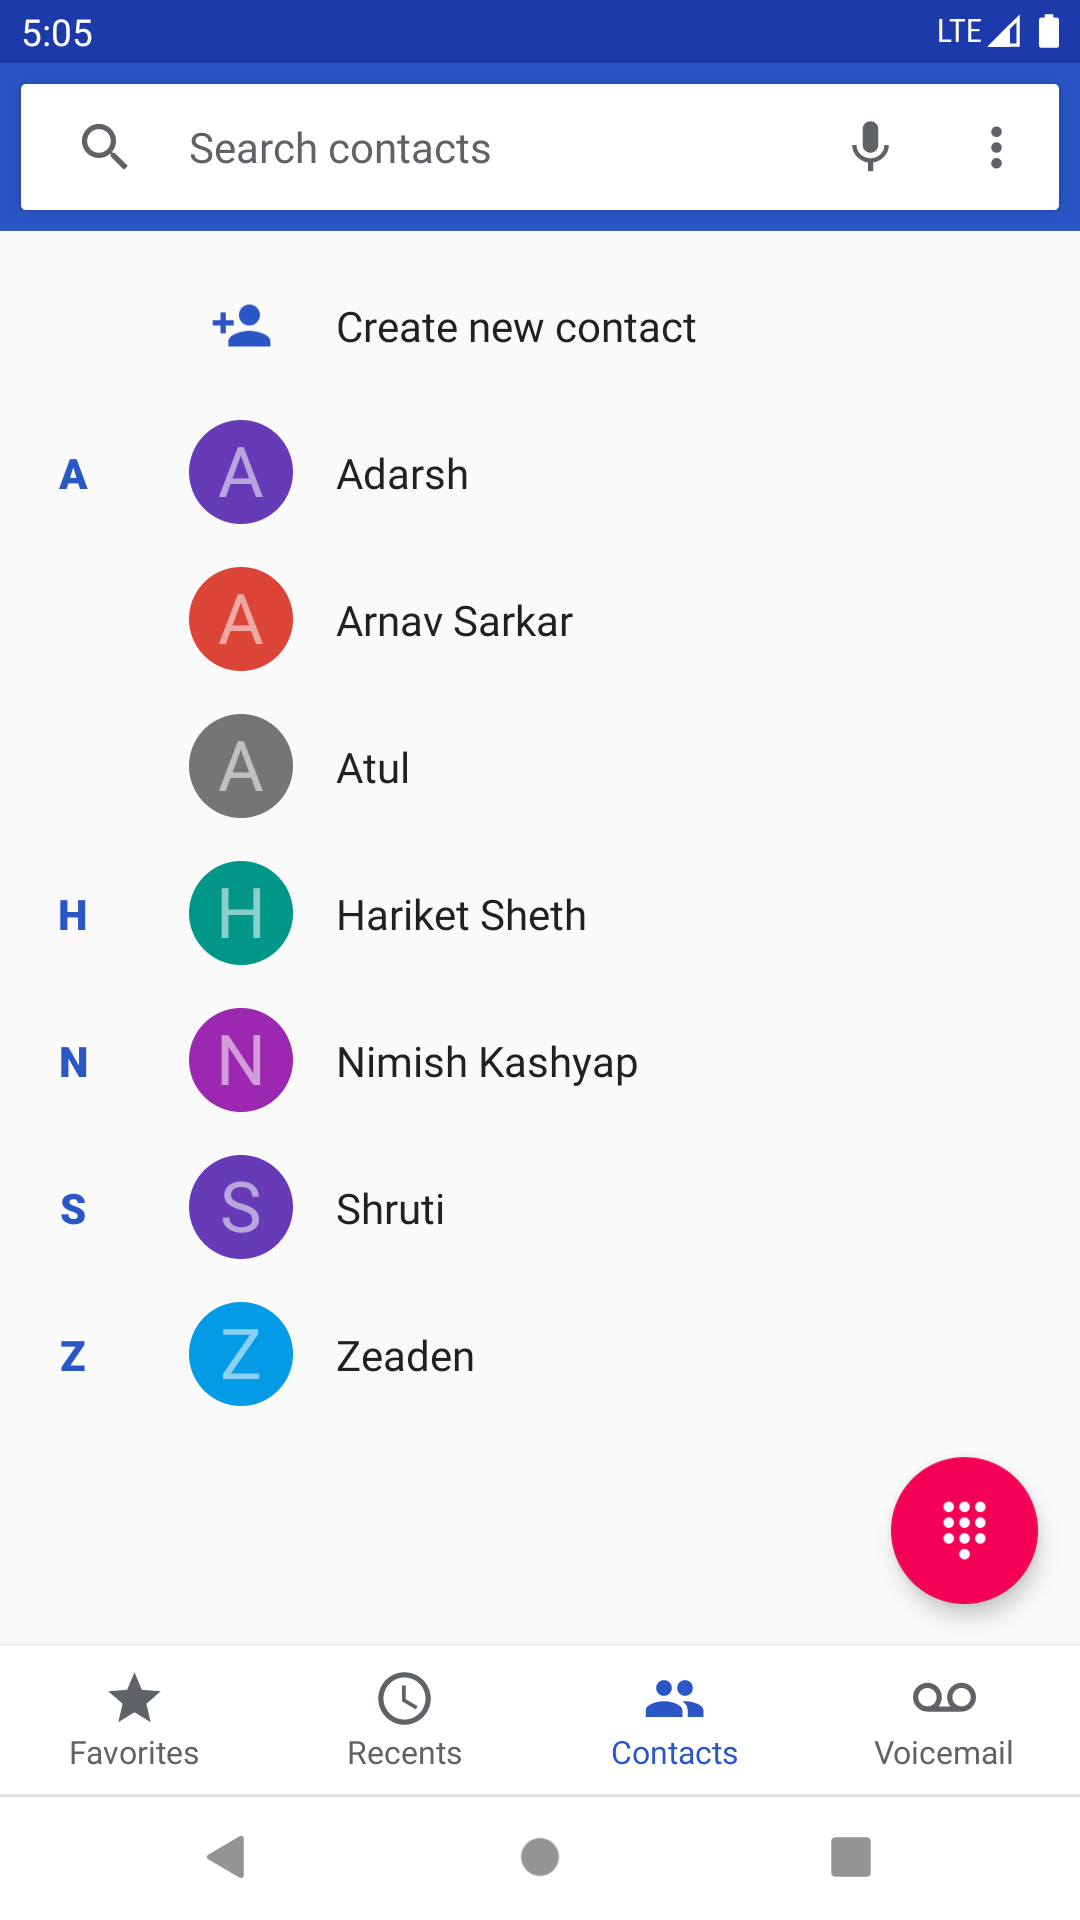 5:05 LTE
Search contacts
Create new contact
A A Adarsh
A Arnav Sarkar
A Atul
H H Hariket Sheth
N N Nimish Kashyap
S S Shruti
Z Z Zeaden
Favorites Recents Contacts Voicemail